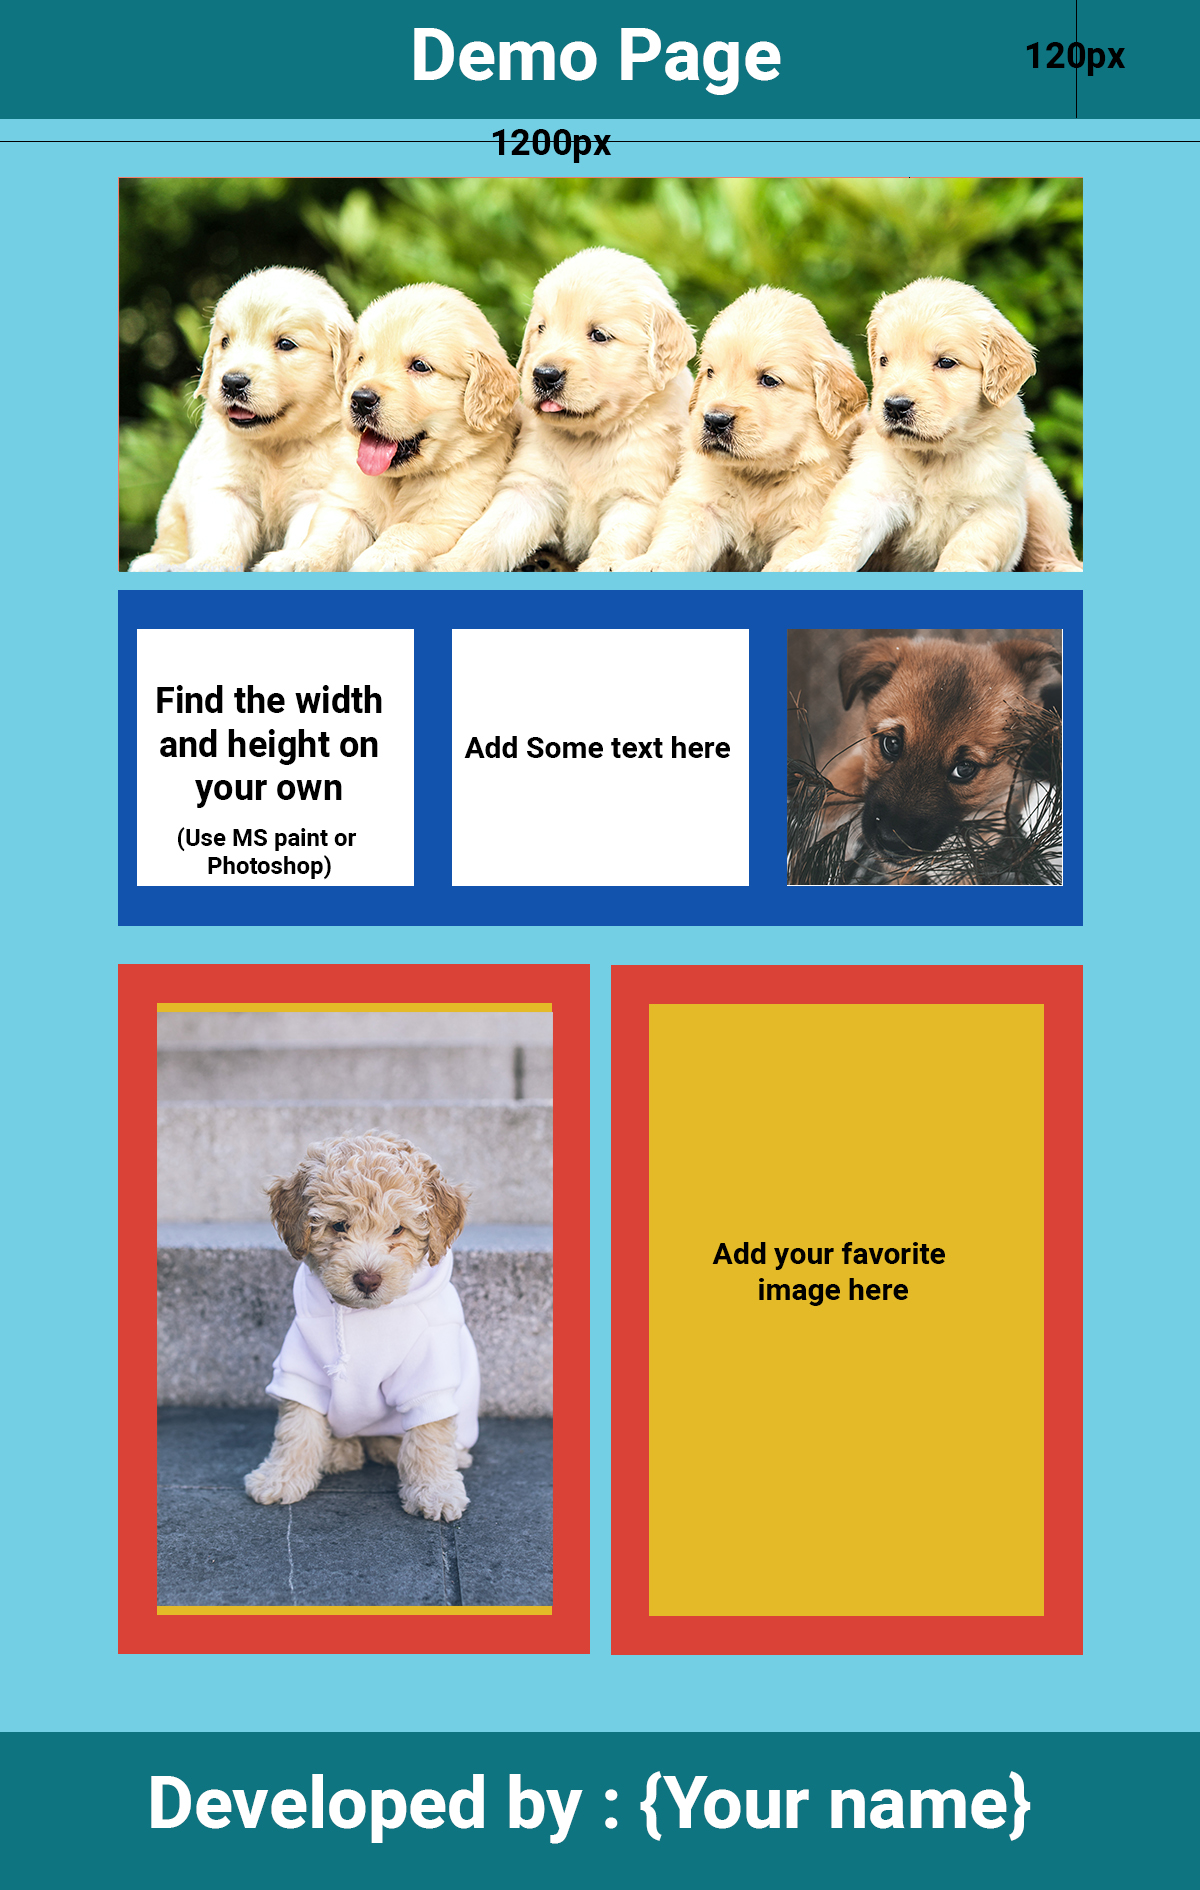 Demo Page
120px
1200px
Find the width
and height on
your own
(Use MS paint or
Photoshop)
Add Some text here
Add your favorite
image here
Developed by : {Your name}